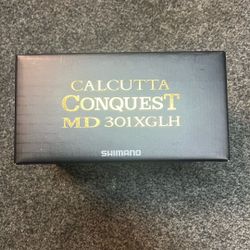 CALCUTTA
CONQUEST
MD 301XGLH
SHIMANO